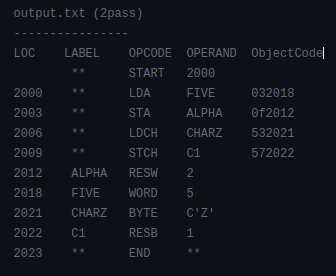 output.txt (2pass)
----------------
LOC    LABEL   OPCODE  OPERAND  ObjectCode
        **      START   2000
2000    **      LDA     FIVE     032018
2003    **      STA     ALPHA    0f2012
2006    **      LDCH    CHARZ    532021
2009    **      STCH    C1       572022
2012    ALPHA   RESW    2
2018    FIVE    WORD    5
2021    CHARZ   BYTE    C'Z'
2022    C1      RESB    1
2023    **      END     **